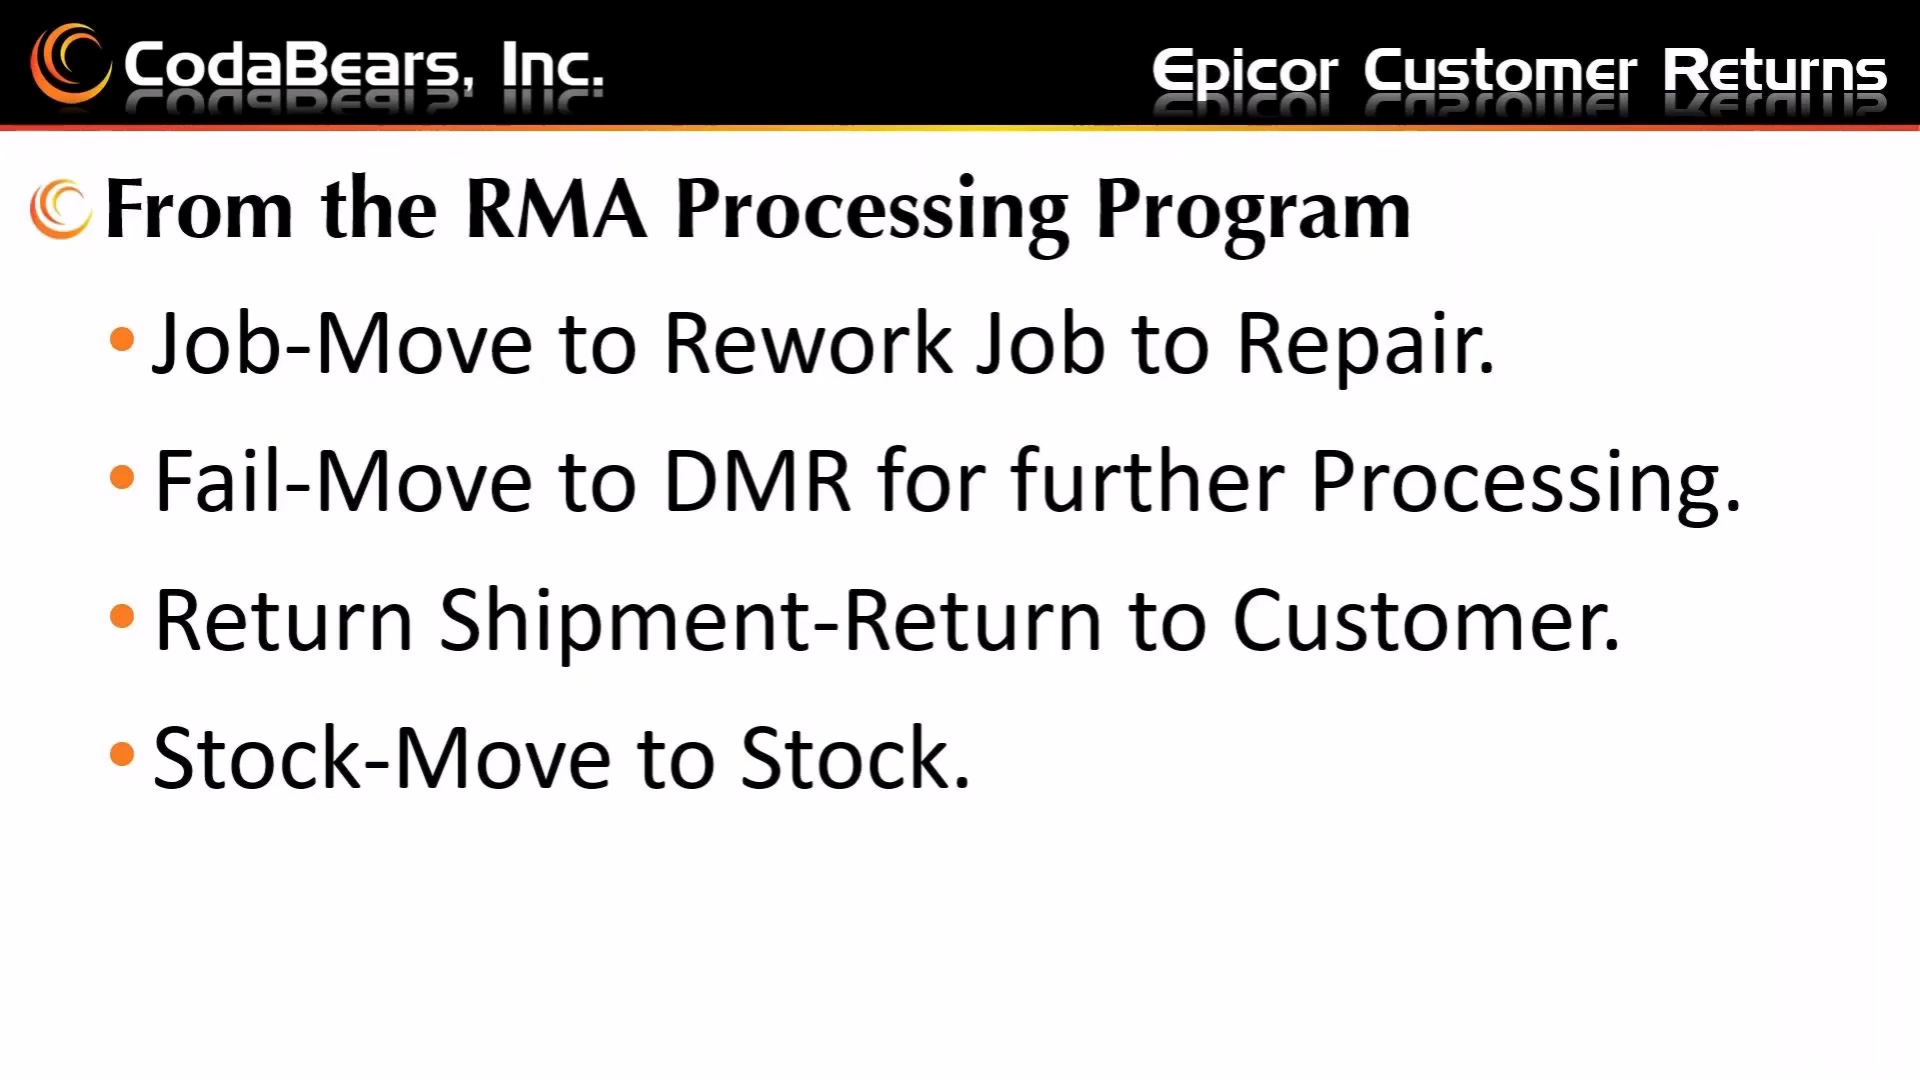 CodaBears, Inc.
Epicor Customer Returns
From the RMA Processing Program
• Job-Move to Rework Job to Repair.
• Fail-Move to DMR for further Processing.
• Return Shipment-Return to Customer.
• Stock-Move to Stock.